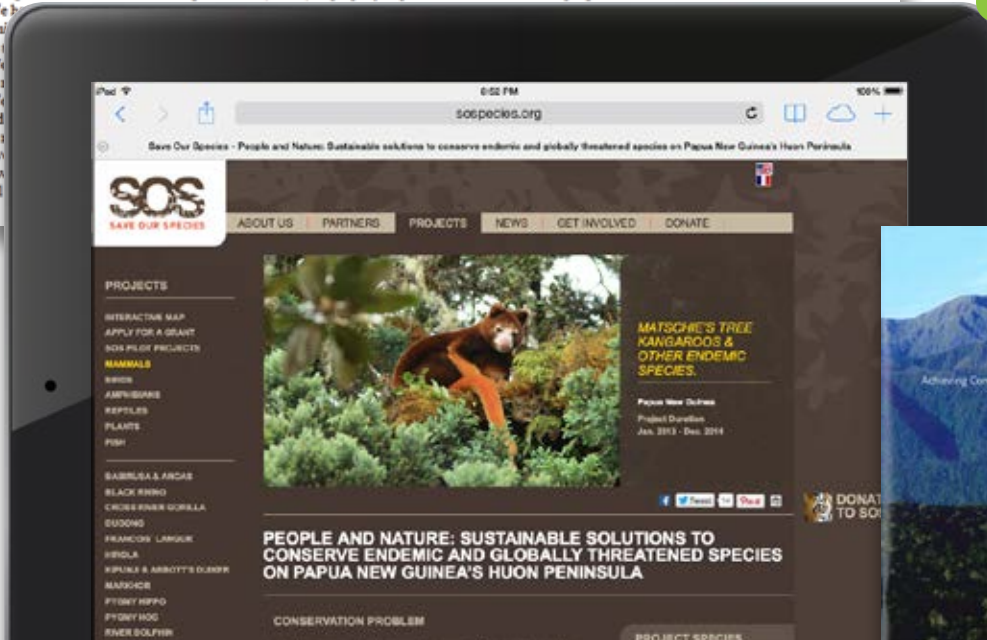 iPad
8:52 PM
100%
sospecies.org
Save Our Species - People and Nature: Sustainable solutions to conserve endemic and globally threatened species on Papua New Guinea's Huon Peninsula
SOS
SAVE OUR SPECIES
ABOUT US | PARTNERS | PROJECTS | NEWS | GET INVOLVED | DONATE
PROJECTS
INTERACTIVE MAP
APPLY FOR A GRANT
SOS PILOT PROJECTS
MAMMALS
BIRDS
AMPHIBIANS
REPTILES
PLANTS
FISH
BABIRUSA & ANOAS
BLACK RHINO
CROSS RIVER GORILLA
DUGONG
FRANCOIS' LANGUR
HIROLA
KIPUNJI & ABBOTT'S DUIKER
MARKHOR
PYGMY HIPPO
PYGMY HOG
RIVER DOLPHIN
MATSCHIE'S TREE
KANGAROOS &
OTHER ENDEMIC
SPECIES.
Papua New Guinea
Project Duration
Jan. 2013 - Dec. 2014
Tweet
Pin it
DONAT
TO SO
PEOPLE AND NATURE: SUSTAINABLE SOLUTIONS TO
CONSERVE ENDEMIC AND GLOBALLY THREATENED SPECIES
ON PAPUA NEW GUINEA'S HUON PENINSULA
CONSERVATION PROBLEM
PROJECT SPECIES
Achieving Con